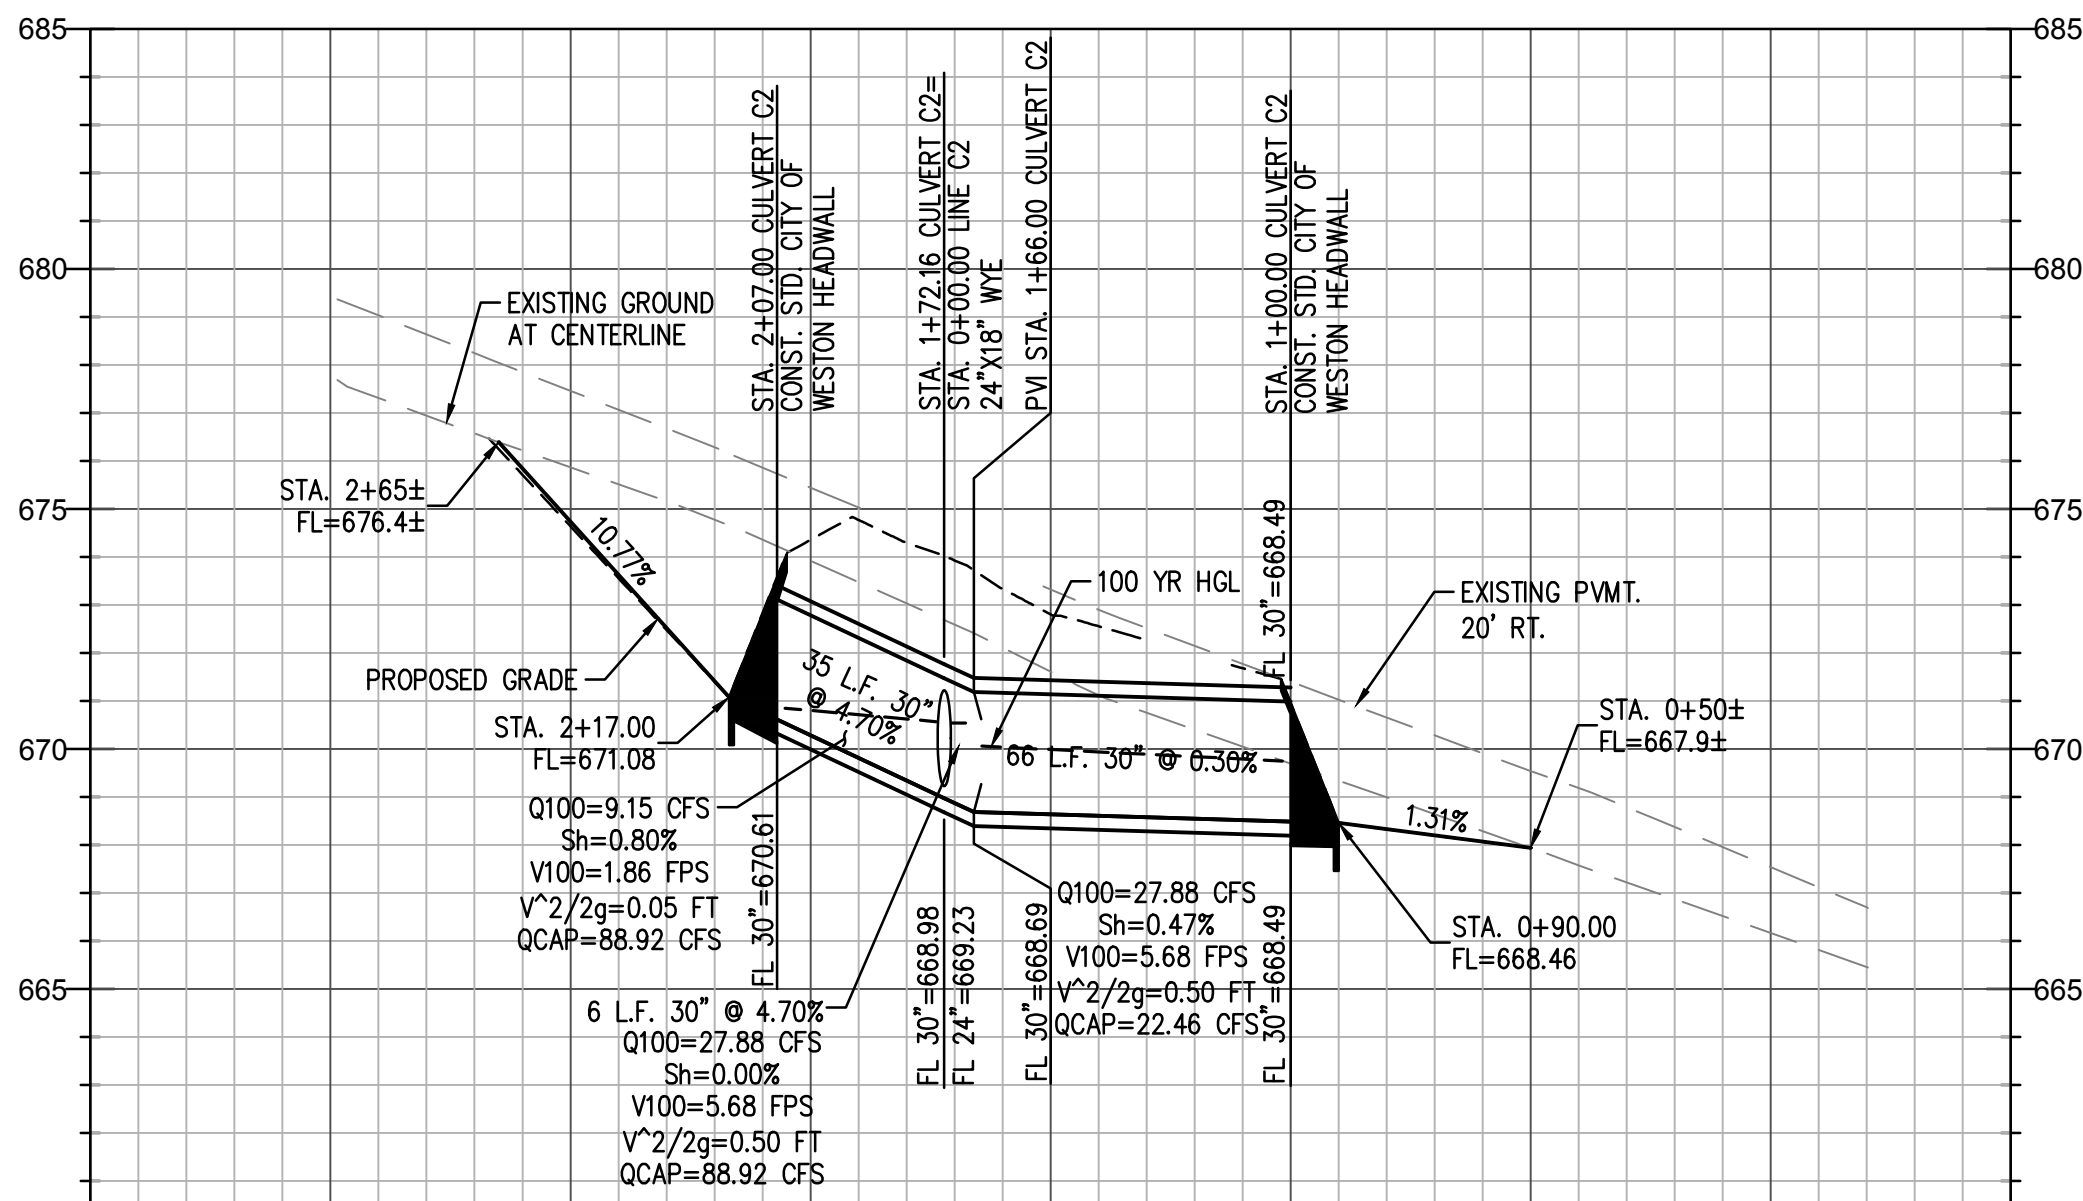 685
685
680
680
675
675
670
670
665
665
STA. 2+07.00 CULVERT C2
CONST. STD. CITY OF
WESTON HEADWALL
STA. 1+72.16 CULVERT C2=
STA. 0+00.00 LINE C2
24"X18" WYE
PVI STA. 1+66.00 CULVERT C2
STA. 1+00.00 CULVERT C2
CONST. STD. CITY OF
WESTON HEADWALL
EXISTING GROUND
AT CENTERLINE
STA. 2+65±
FL=676.4±
10.77%
PROPOSED GRADE
STA. 2+17.00
FL=671.08
35 L.F. 30"
@ 4.70%
100 YR HGL
66 L.F. 30" @ 0.30%
FL 30"=668.49
EXISTING PVMT.
20' RT.
STA. 0+50±
FL=667.9±
1.31%
STA. 0+90.00
FL=668.46
Q100=9.15 CFS
Sh=0.80%
V100=1.86 FPS
V^2/2g=0.05 FT
QCAP=88.92 CFS
FL 30"=670.61
6 L.F. 30" @ 4.70%
Q100=27.88 CFS
Sh=0.00%
V100=5.68 FPS
V^2/2g=0.50 FT
QCAP=88.92 CFS
FL 30"=668.98
FL 24"=669.23
FL 30"=668.69
Q100=27.88 CFS
Sh=0.47%
V100=5.68 FPS
V^2/2g=0.50 FT
QCAP=22.46 CFS
FL 30"=668.49